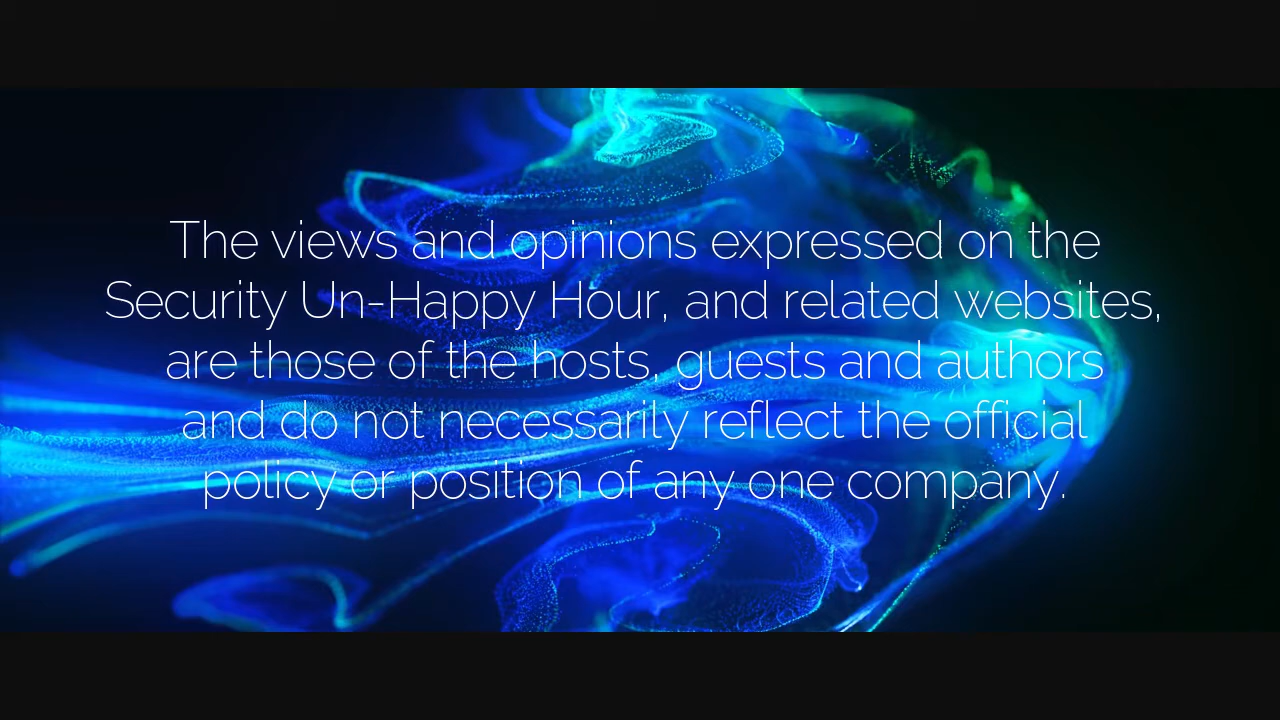 The views and opinions expressed on the
Security Un-Happy Hour, and related websites,
are those of the hosts, guests and authors
and do not necessarily reflect the official
policy or position of any one company.